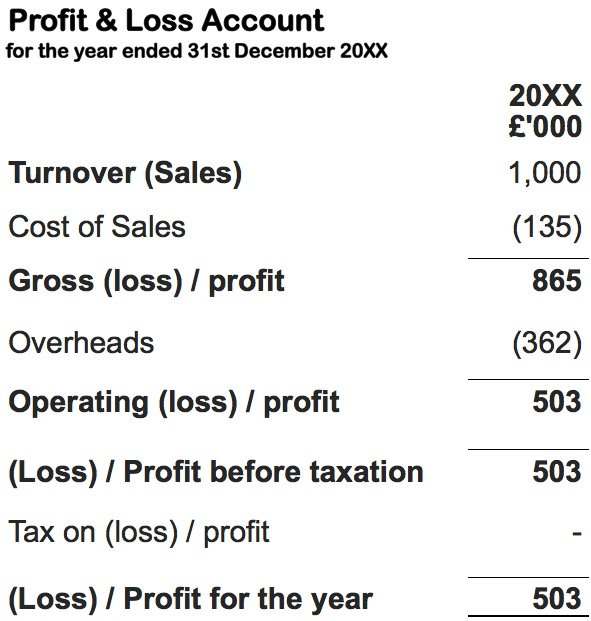 Profit & Loss Account
for the year ended 31st December 20XX
20XX
£'000
Turnover (Sales) 1,000
Cost of Sales (135)
Gross (loss) / profit 865
Overheads (362)
Operating (loss) / profit 503
(Loss) / Profit before taxation 503
Tax on (loss) / profit -
(Loss) / Profit for the year 503